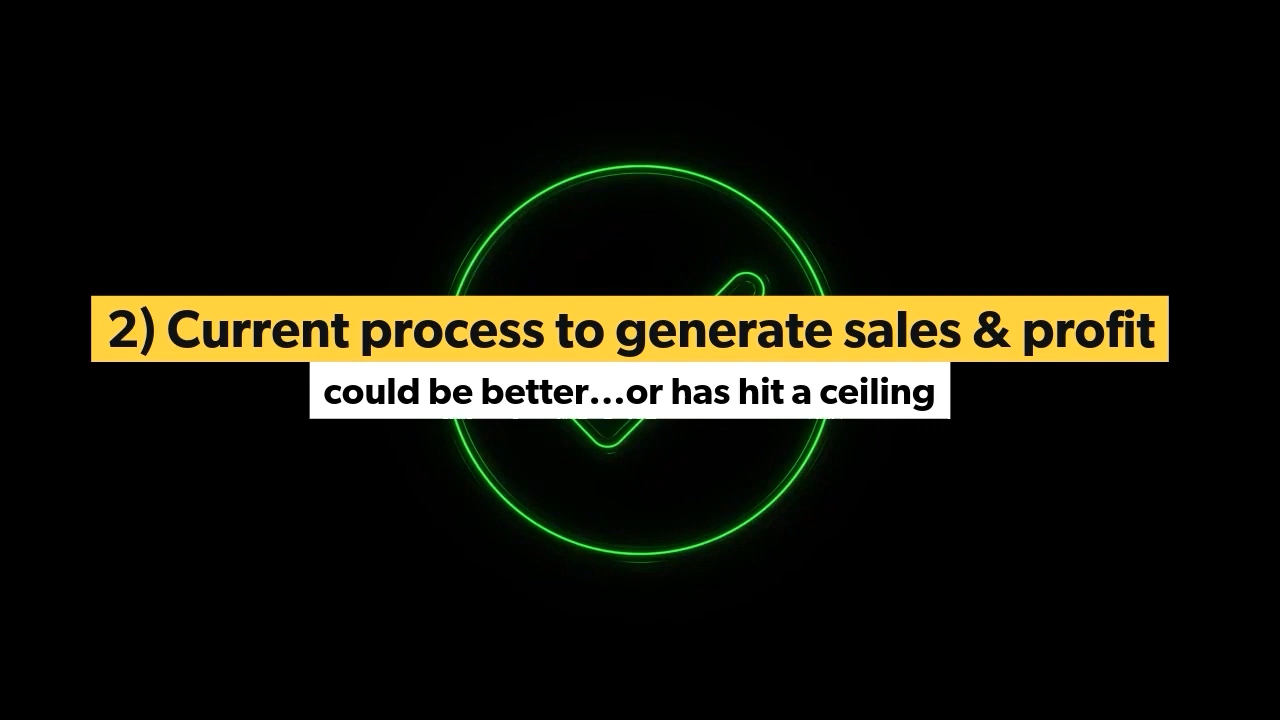 2) Current process to generate sales & profit
could be better...or has hit a ceiling